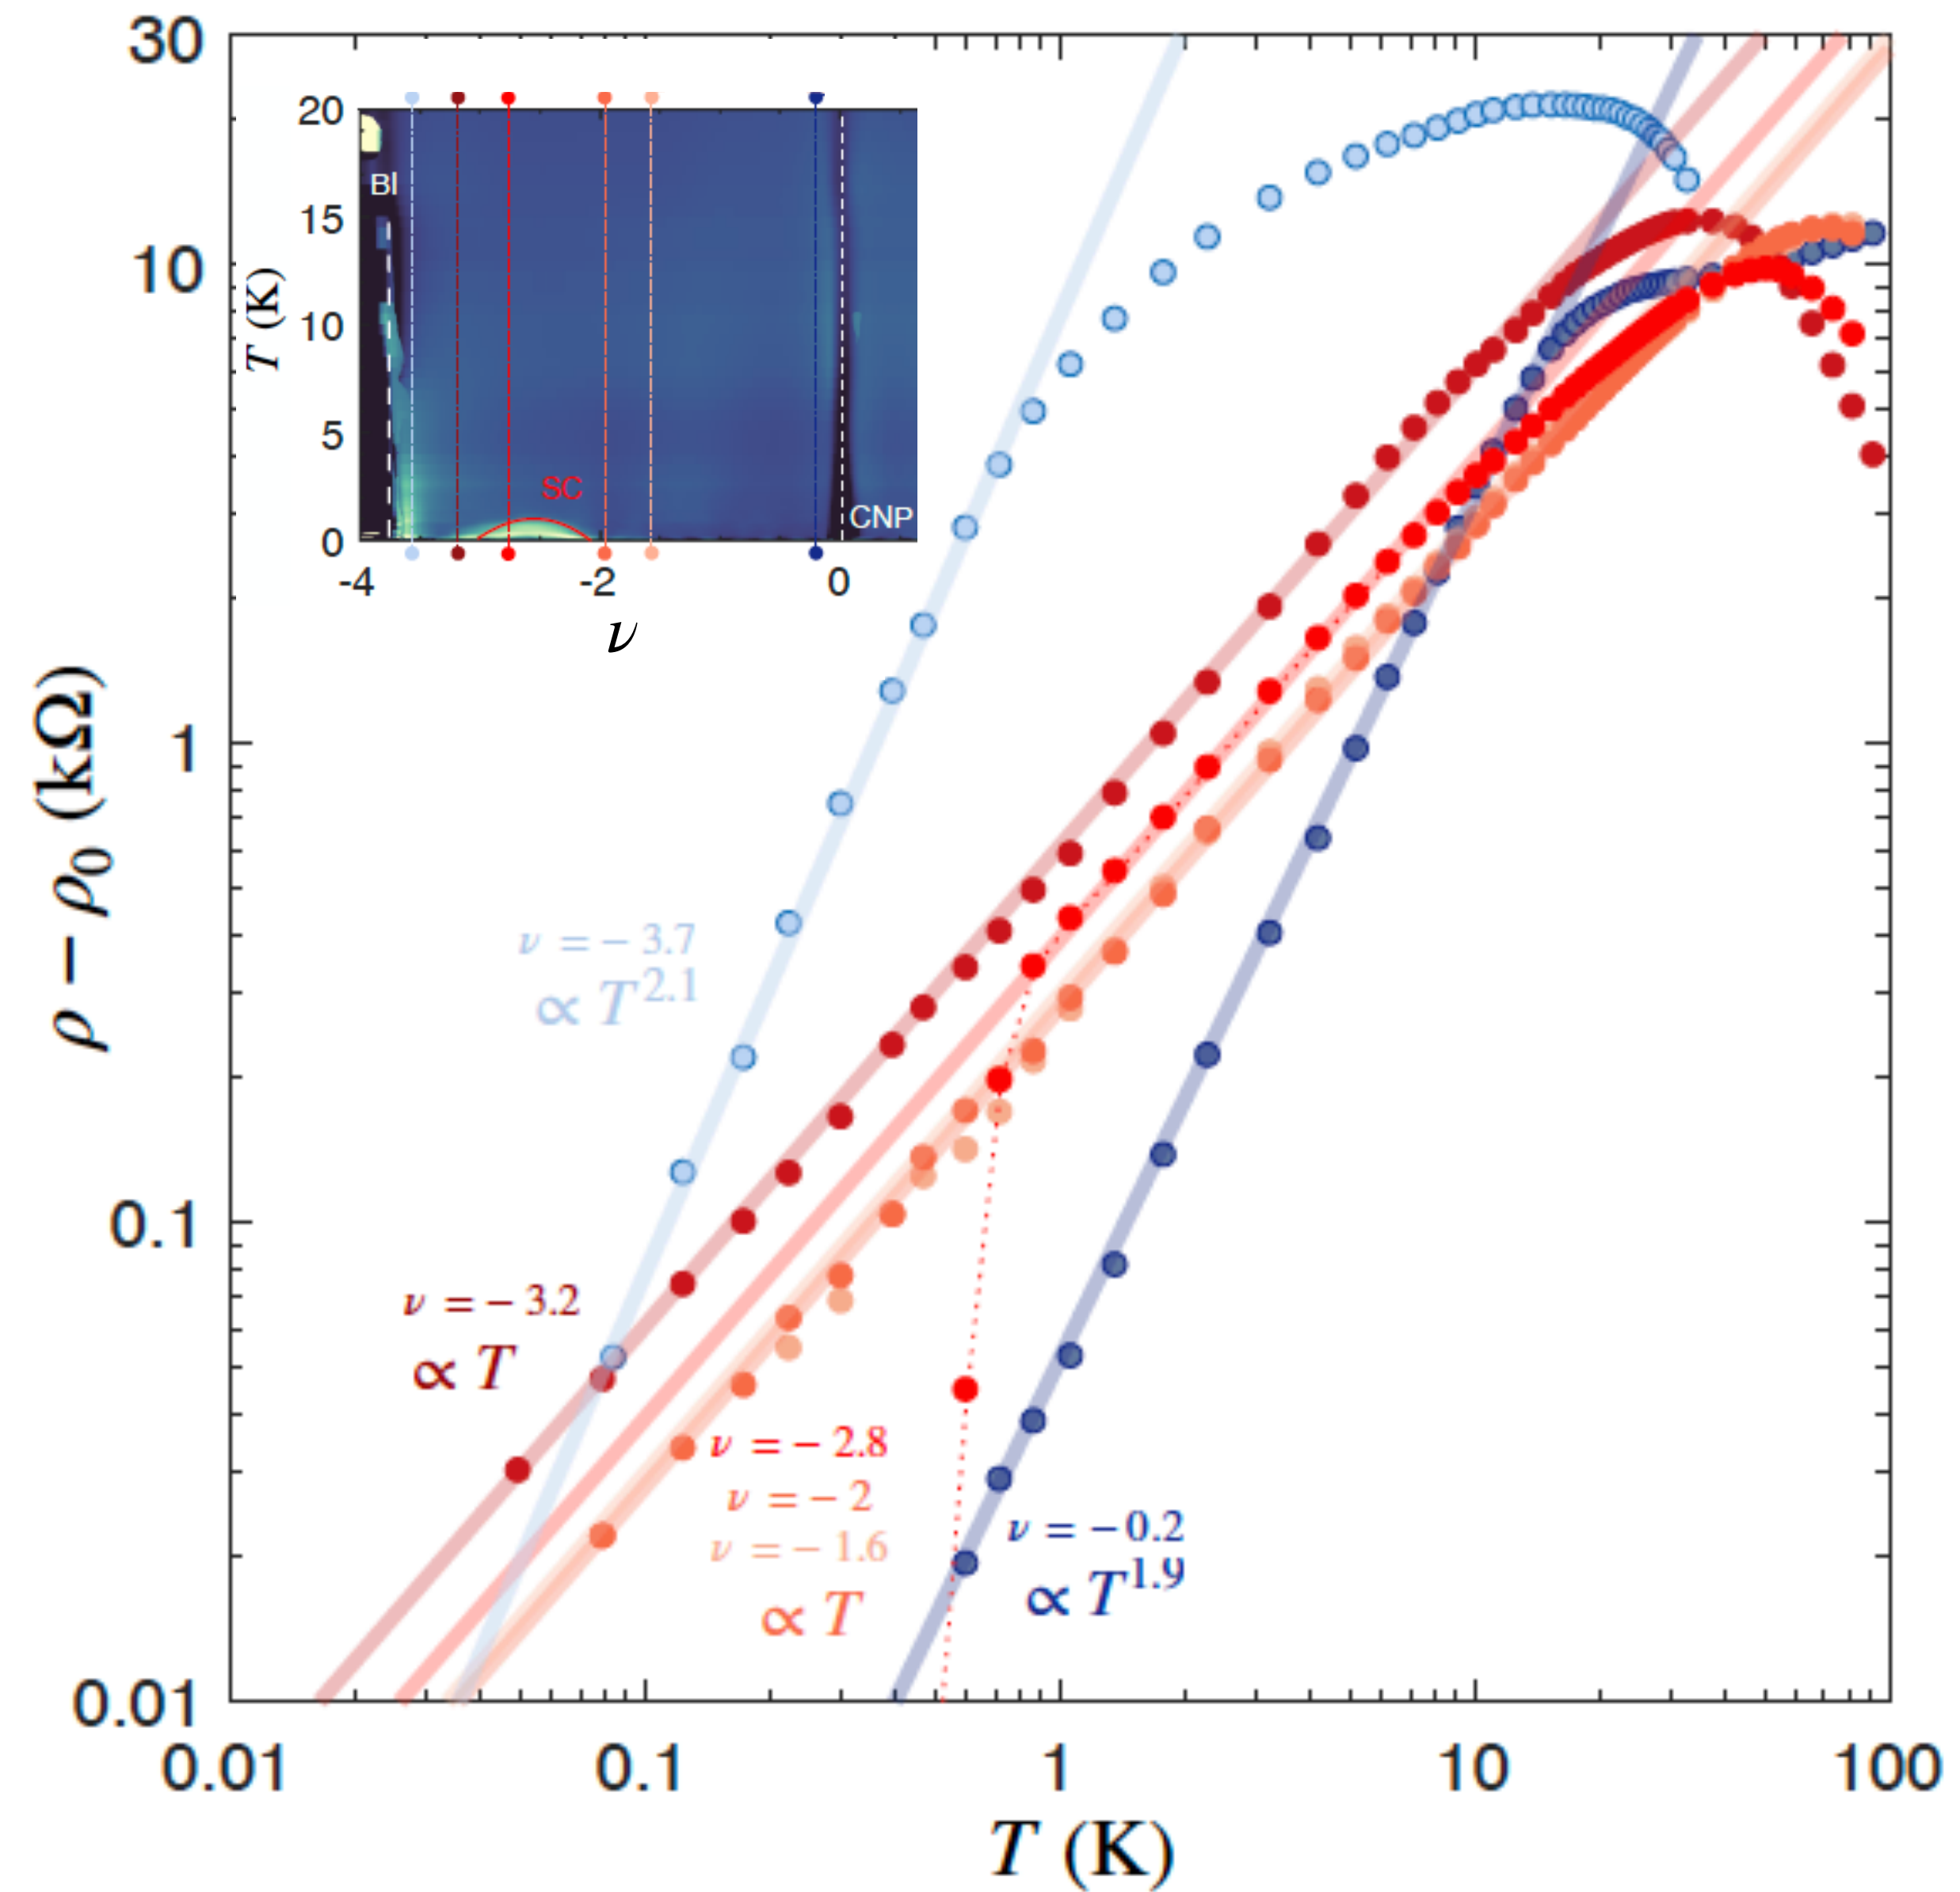 30
10
1
0.1
0.01
ρ − ρ₀ (kΩ)
0.01
0.1
1
10
100
T (K)
20
15
10
5
0
T (K)
-4
-2
0
ν
BI
SC
CNP
ν = − 3.7
∝ T^2.1
ν = − 3.2
∝ T
ν = − 2.8
ν = − 2
ν = − 1.6
∝ T
ν = − 0.2
∝ T^1.9